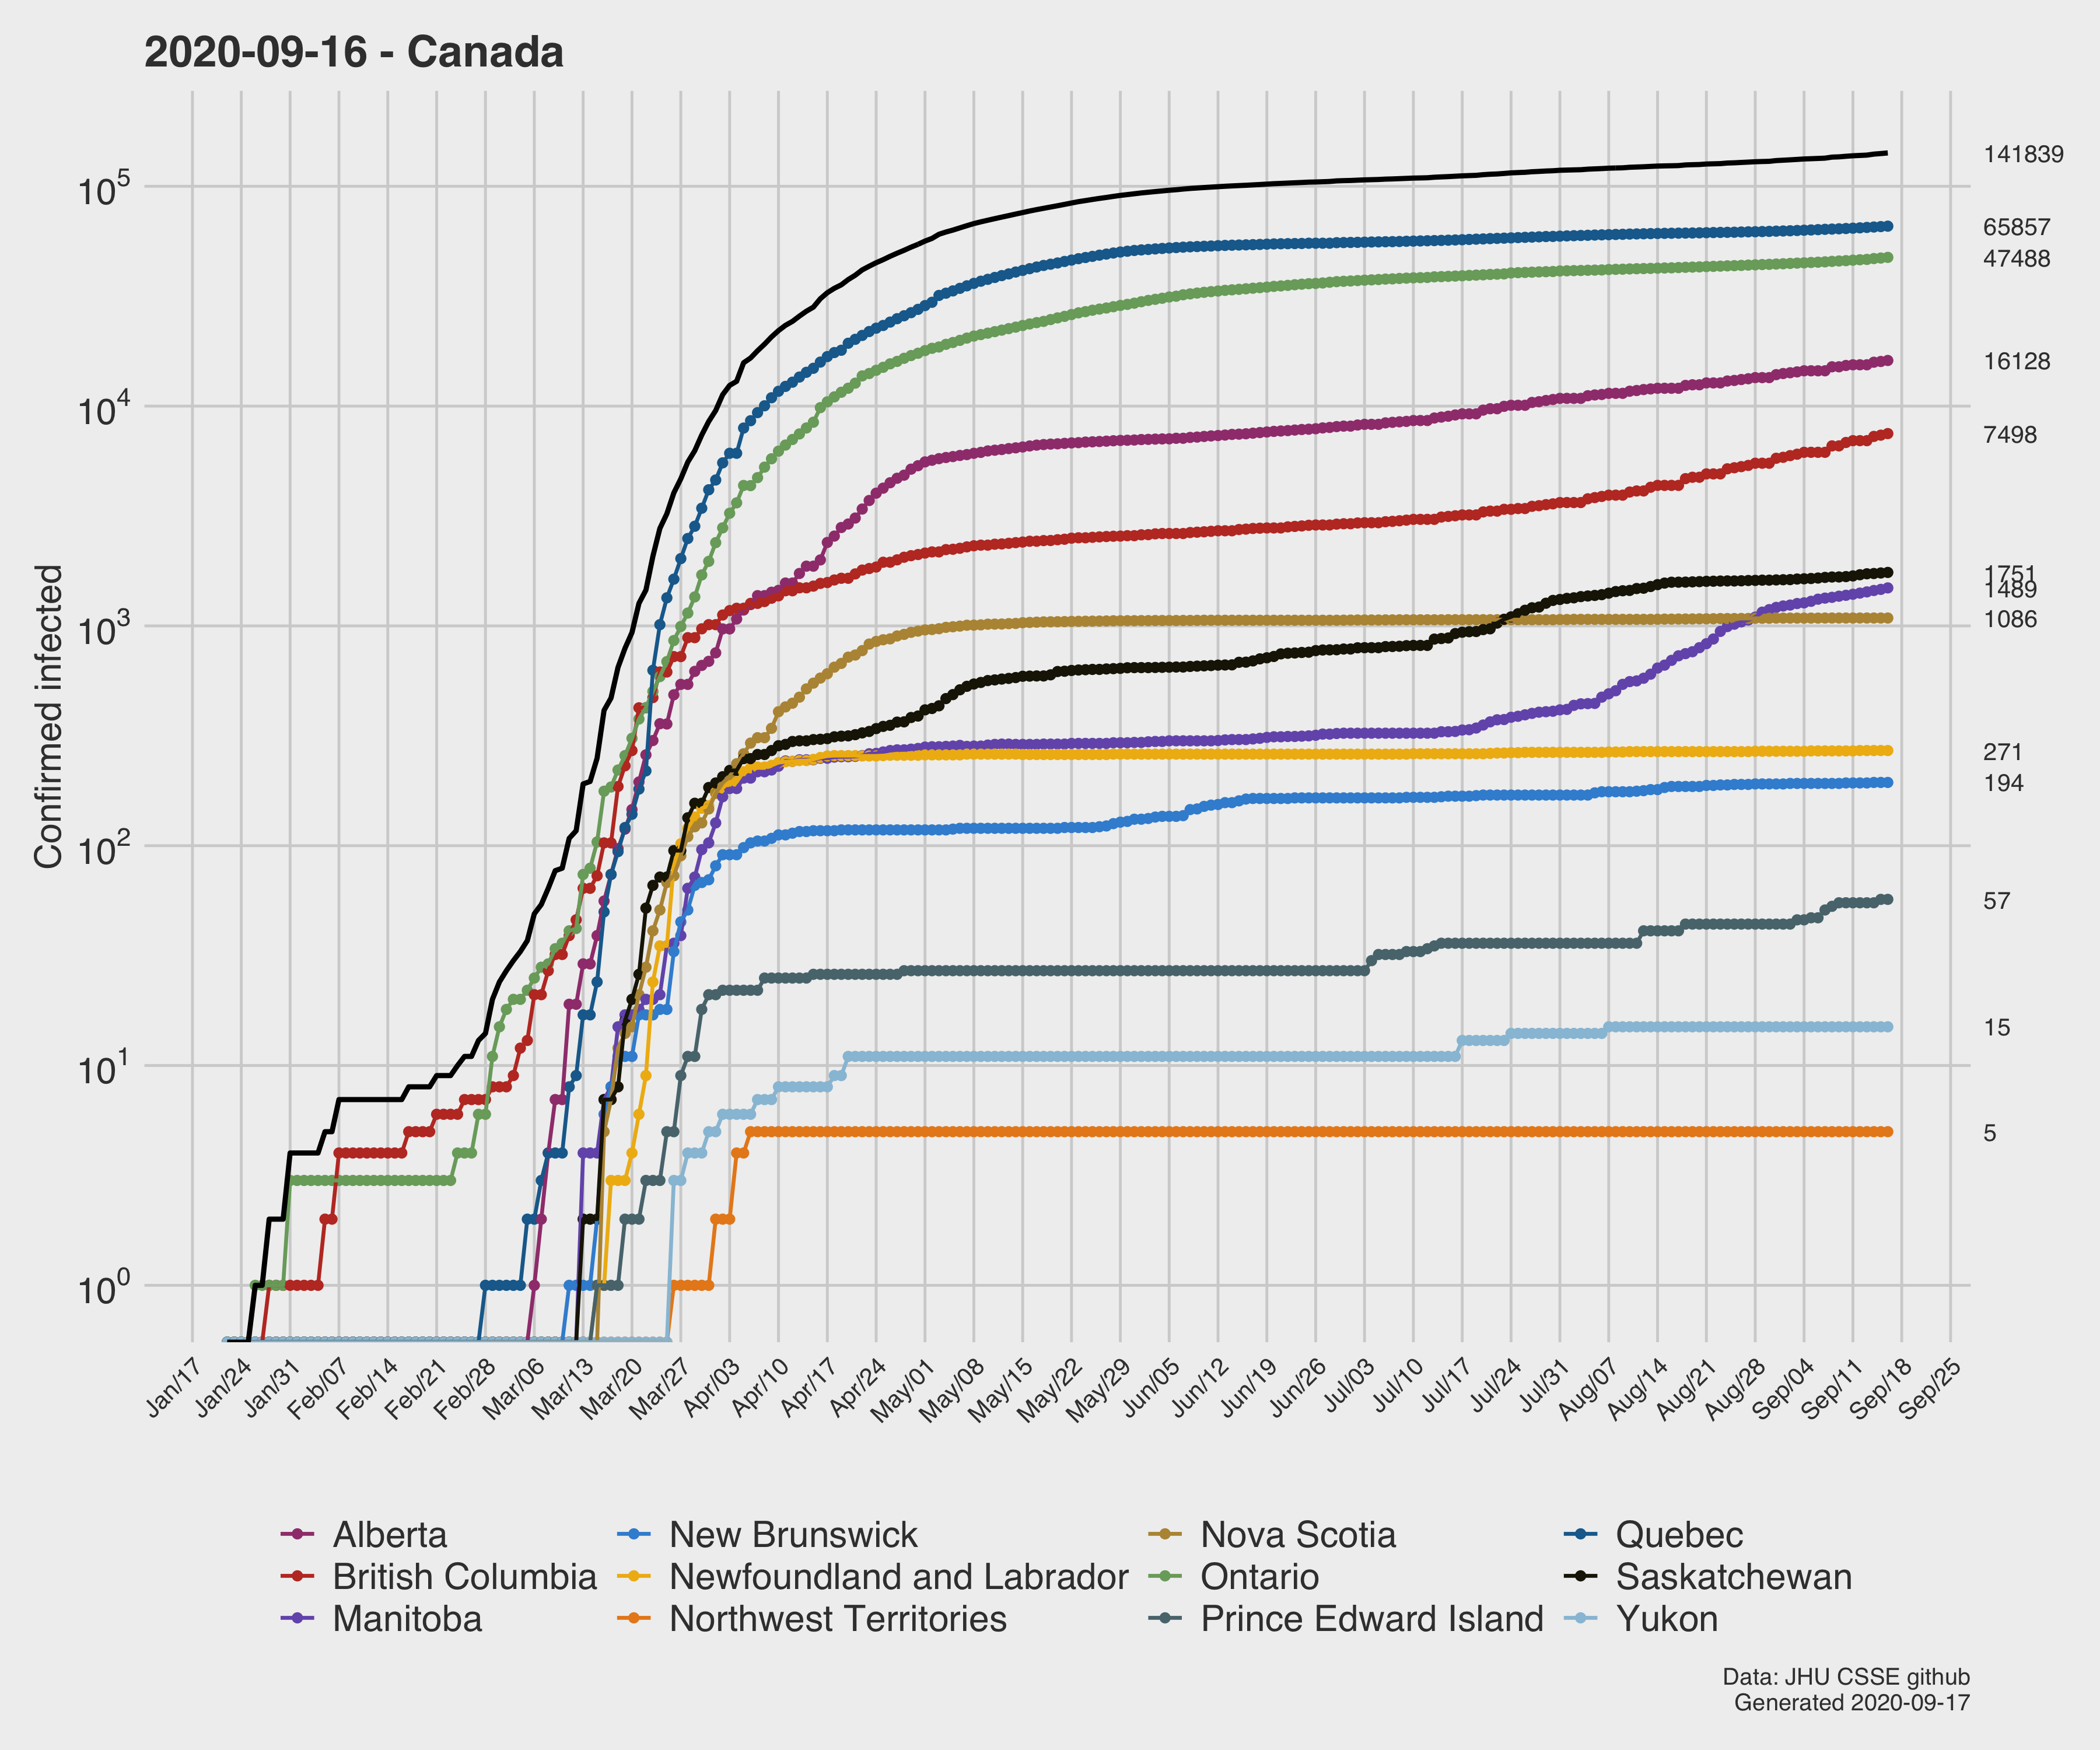 2020-09-16 - Canada
Confirmed infected
10^5
10^4
10^3
10^2
10^1
10^0
141839
65857
47488
16128
7498
1751
1489
1086
271
194
57
15
5
Jan/17 Jan/24 Jan/31 Feb/07 Feb/14 Feb/21 Feb/28 Mar/06 Mar/13 Mar/20 Mar/27 Apr/03 Apr/10 Apr/17 Apr/24 May/01 May/08 May/15 May/22 May/29 Jun/05 Jun/12 Jun/19 Jun/26 Jul/03 Jul/10 Jul/17 Jul/24 Jul/31 Aug/07 Aug/14 Aug/21 Aug/28 Sep/04 Sep/11 Sep/18 Sep/25
Alberta New Brunswick Nova Scotia Quebec
British Columbia Newfoundland and Labrador Ontario Saskatchewan
Manitoba Northwest Territories Prince Edward Island Yukon
Data: JHU CSSE github
Generated 2020-09-17